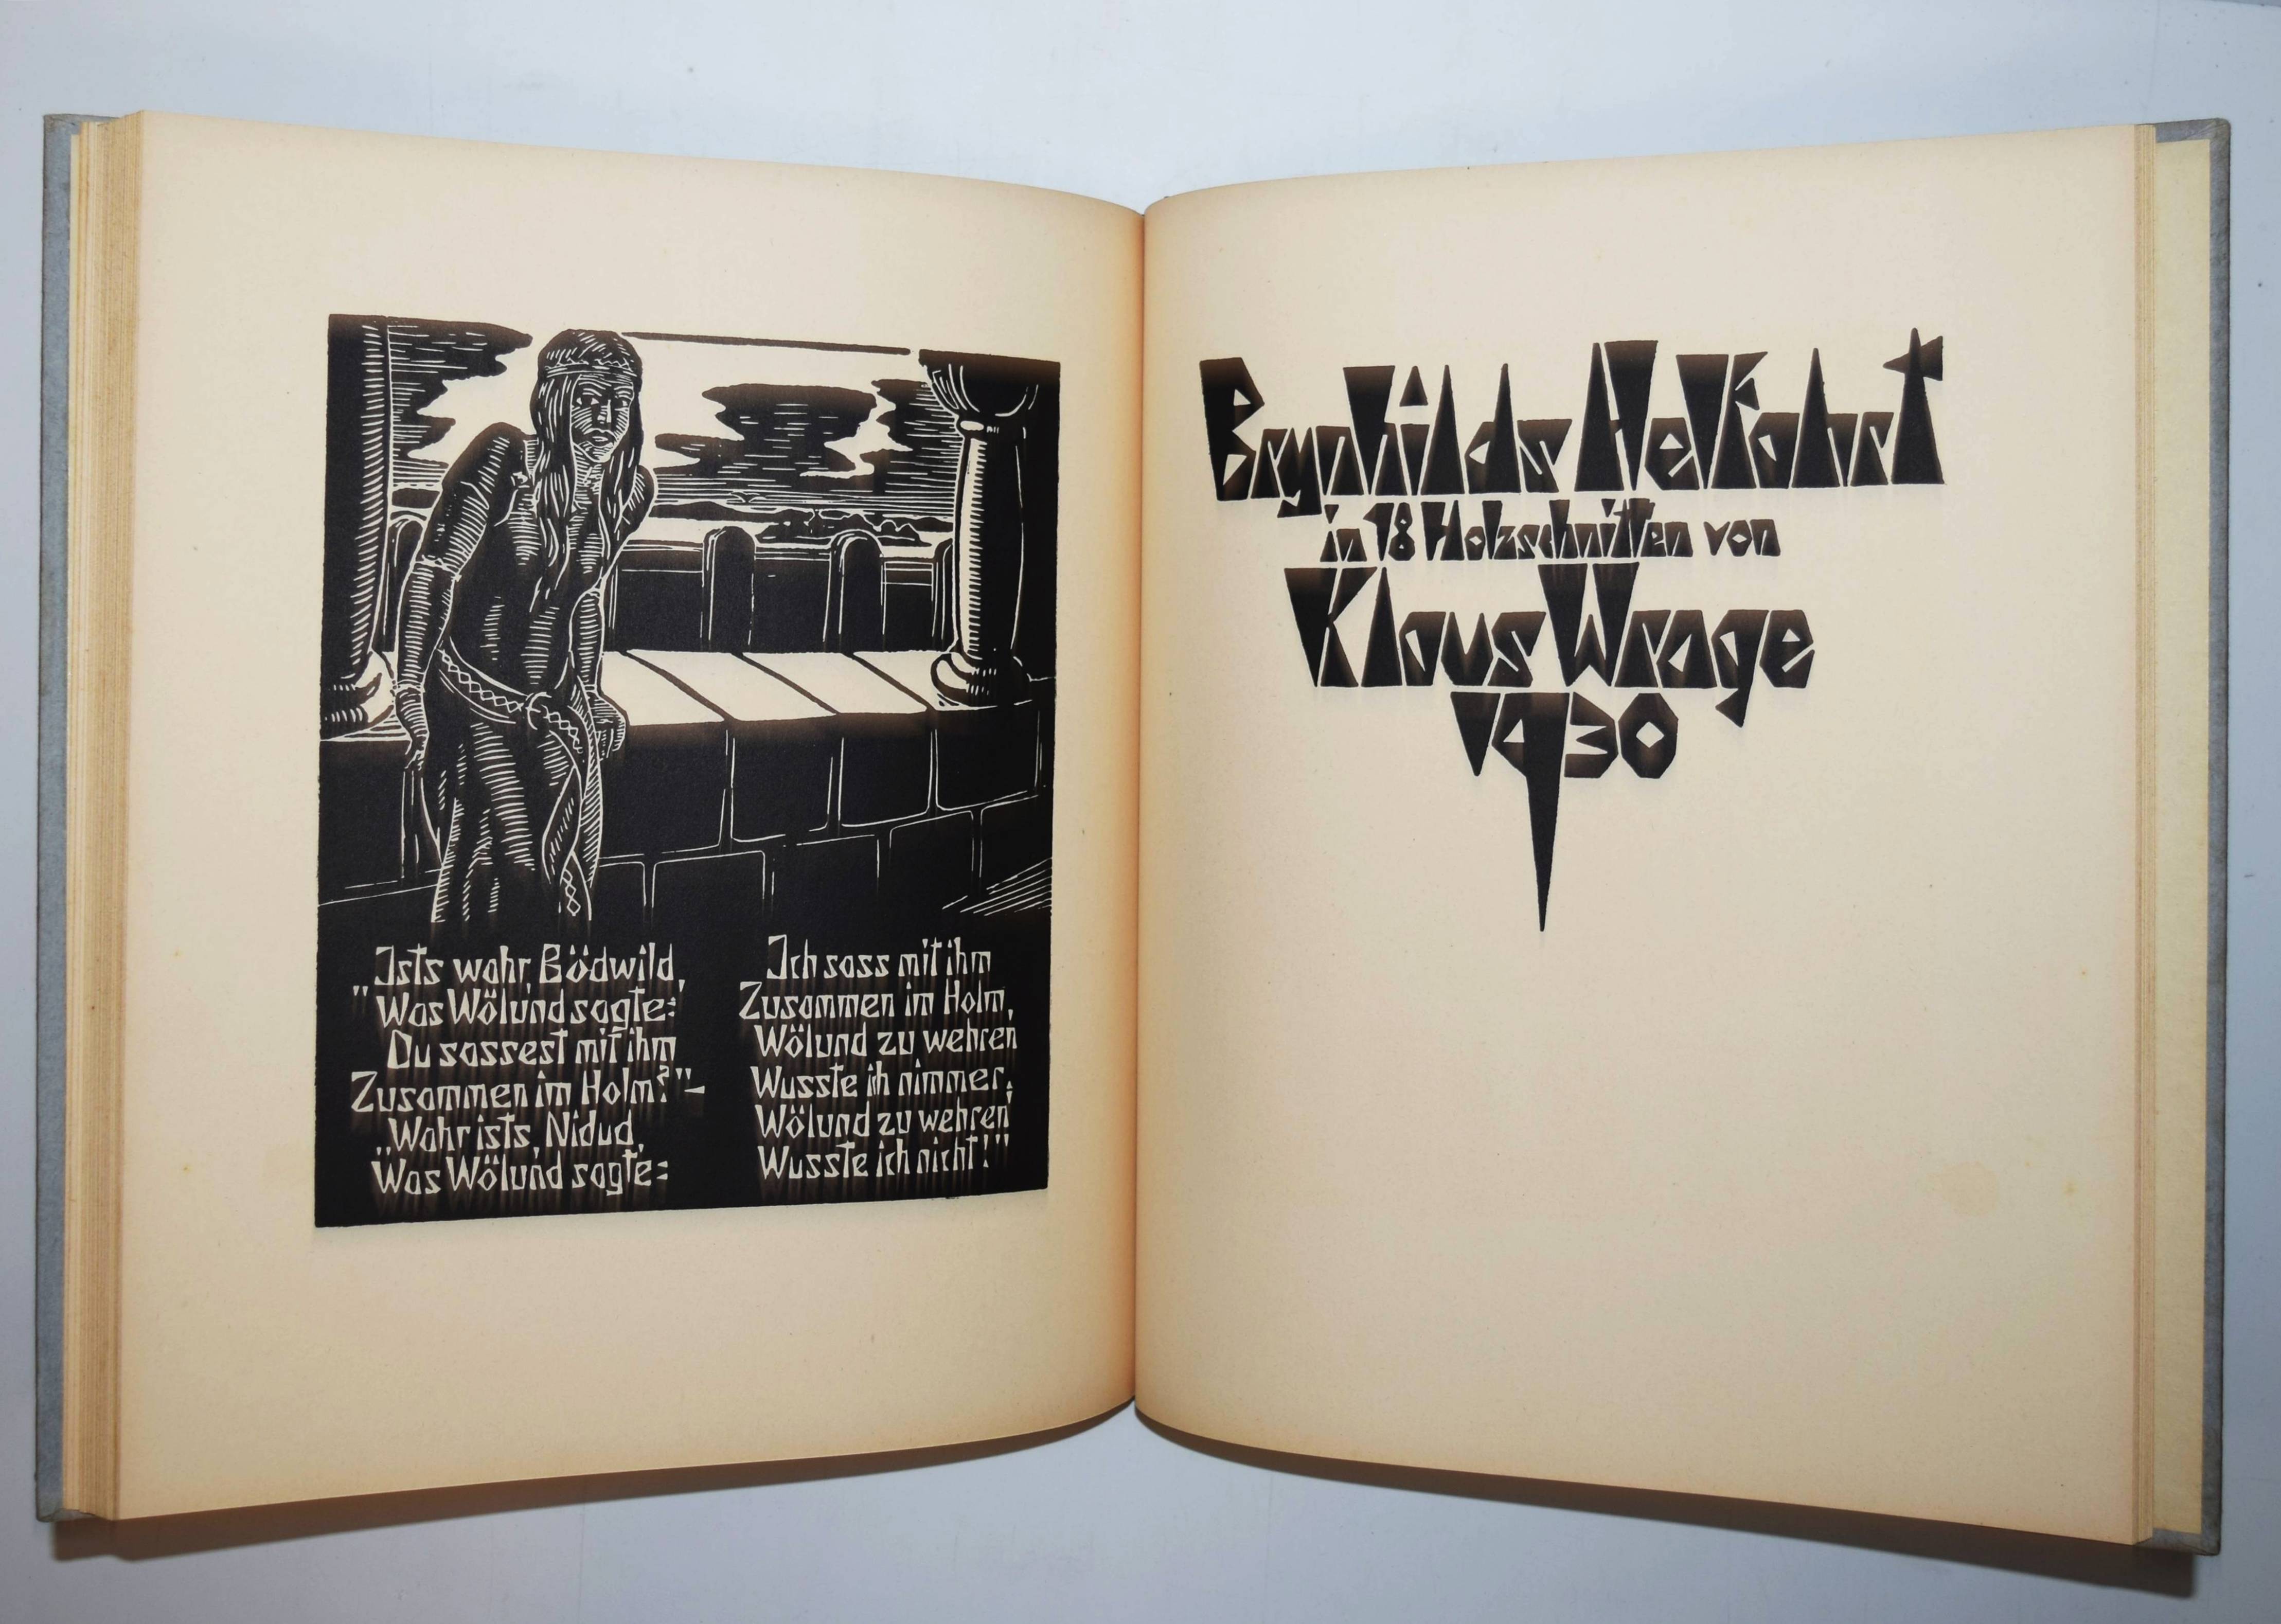 „Ists wahr, Bödwild,
Was Wölund sagte:
Du sassest mit ihm
Zusammen im Holm?"–
„Wahr ists, Nidud,
Was Wölund sagte:
Ich sass mit ihm
Zusammen im Holm,
Wölund zu wehren
Wusste ich nimmer,
Wölund zu wehren
Wusste ich nicht!"
Brynhilds Helfahrt
in 18 Holzschnitten von
Klaus Wrage
1930